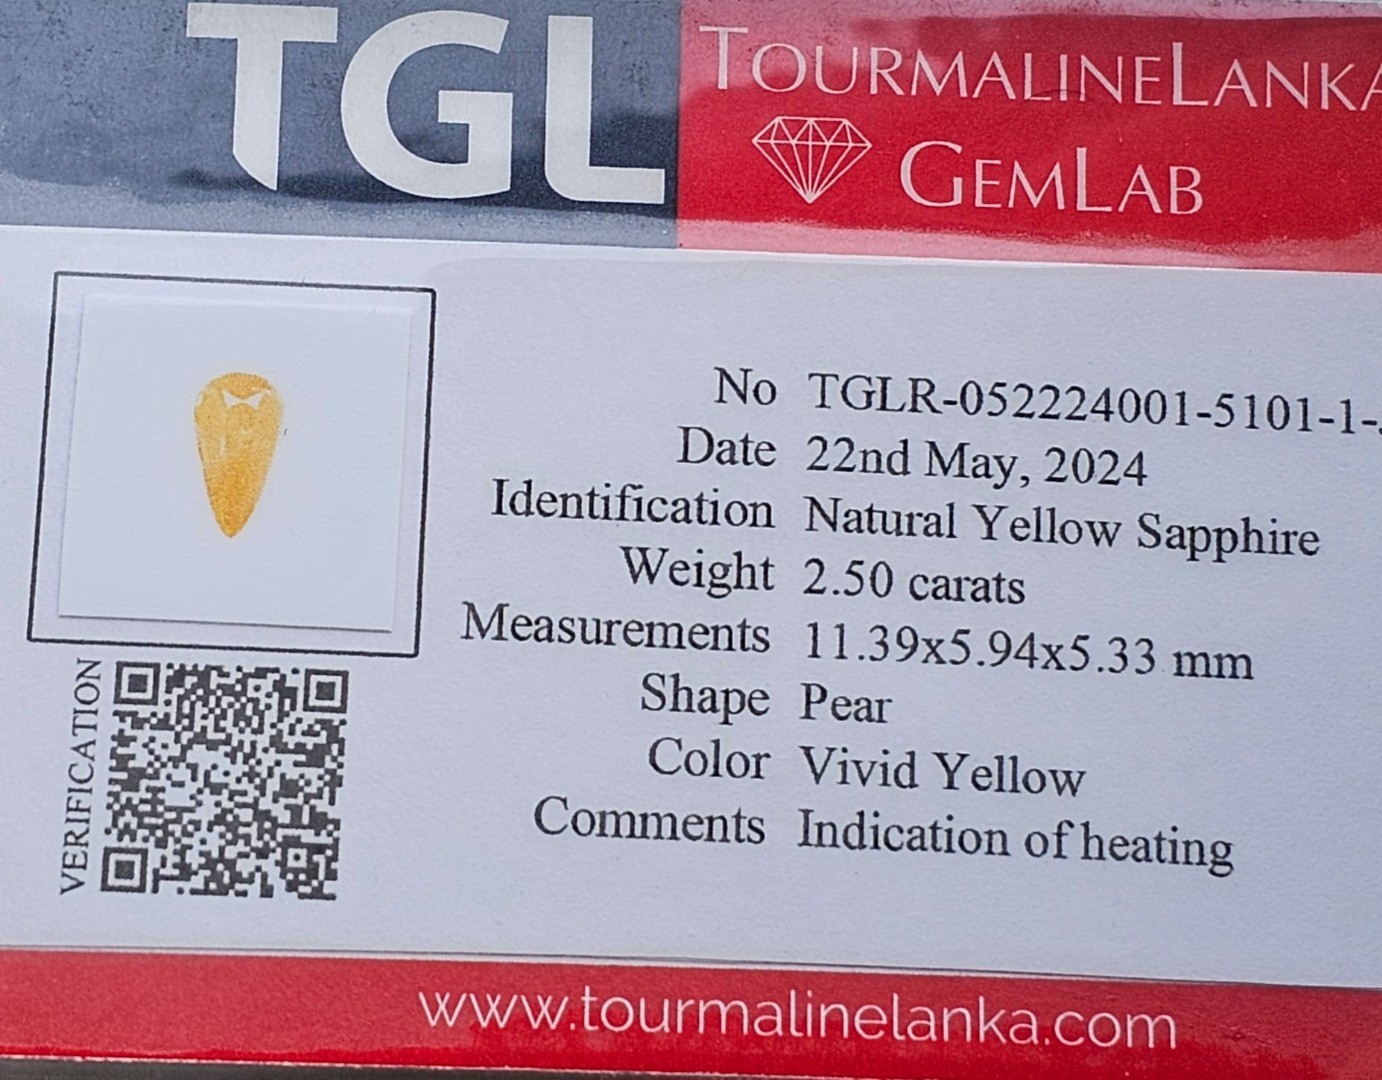 TGL
TOURMALINELANKA
GEMLAB
No TGLR-052224001-5101-1-
Date 22nd May, 2024
Identification Natural Yellow Sapphire
Weight 2.50 carats
Measurements 11.39x5.94x5.33 mm
Shape Pear
Color Vivid Yellow
Comments Indication of heating
VERIFICATION
www.tourmalinelanka.com